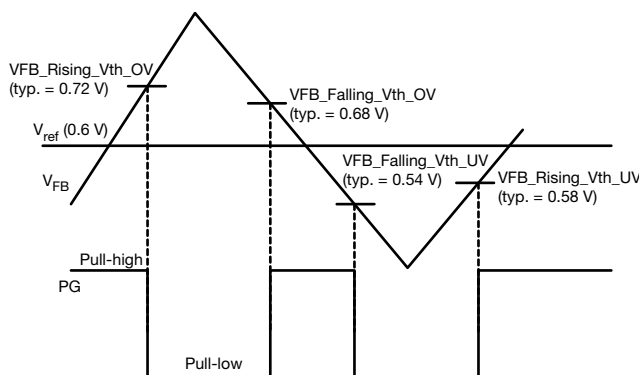 VFB_Rising_Vth_OV
(typ. = 0.72 V)
VFB_Falling_Vth_OV
(typ. = 0.68 V)
Vref (0.6 V)
VFB_Falling_Vth_UV
(typ. = 0.54 V)
VFB_Rising_Vth_UV
(typ. = 0.58 V)
VFB
Pull-high
PG
Pull-low